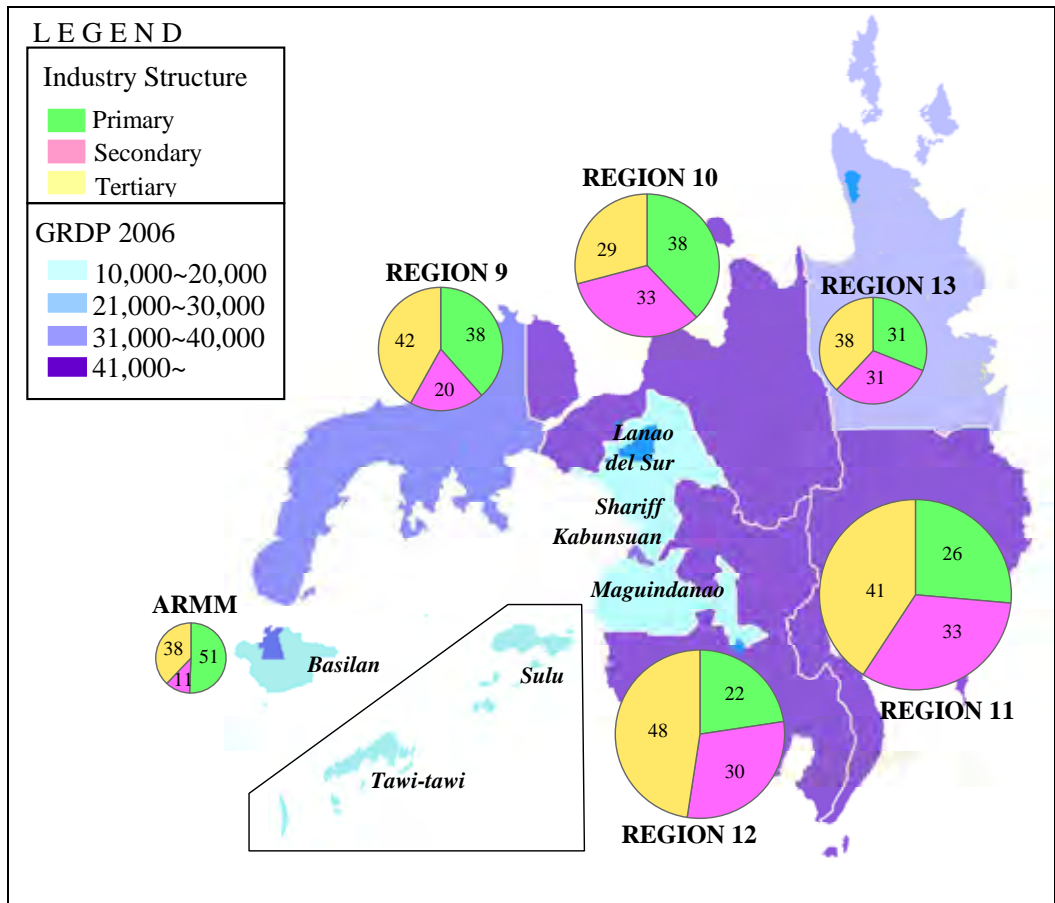 L E G E N D
Industry Structure
Primary
Secondary
Tertiary
GRDP 2006
10,000~20,000
21,000~30,000
31,000~40,000
41,000~
REGION 10
29
38
33
REGION 9
42
38
20
REGION 13
38
31
31
Lanao
del Sur
Shariff
Kabunsuan
Maguindanao
ARMM
38
51
11
Basilan
Sulu
Tawi-tawi
26
41
33
REGION 11
22
48
30
REGION 12